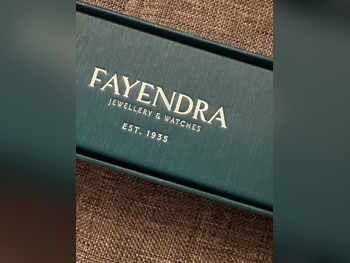 FAYENDRA
JEWELLERY & WATCHES
EST. 1935